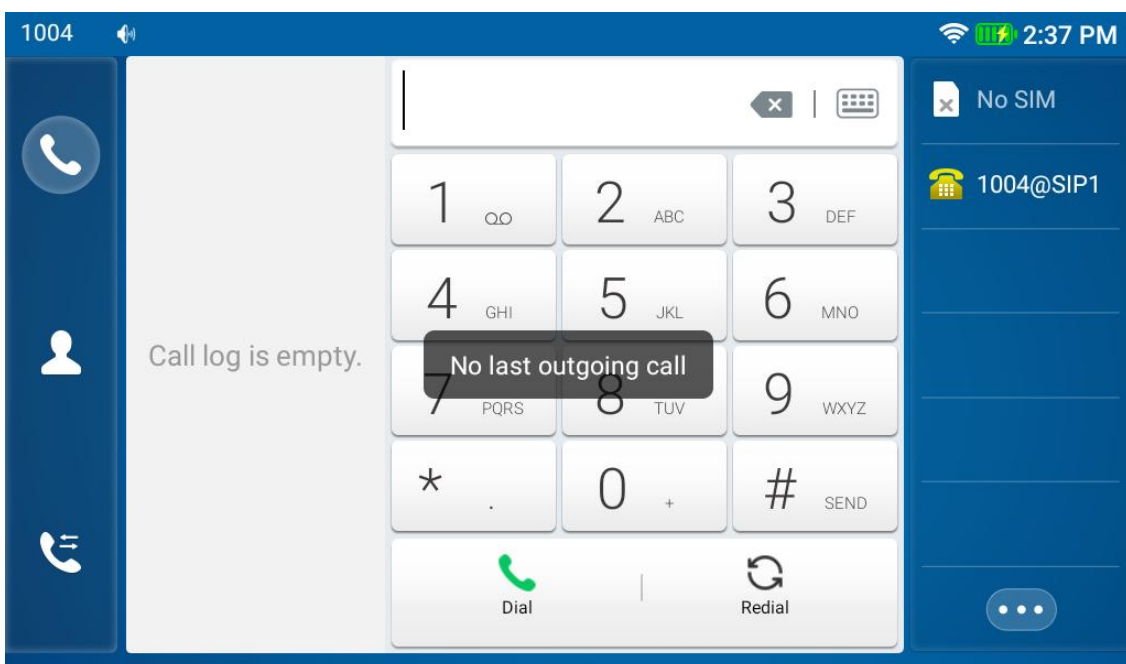 1004
2:37 PM
Call log is empty.
1
2 ABC
3 DEF
4 GHI
5 JKL
6 MNO
No last outgoing call
7 PQRS
8 TUV
9 WXYZ
* .
0 +
# SEND
Dial
Redial
No SIM
1004@SIP1